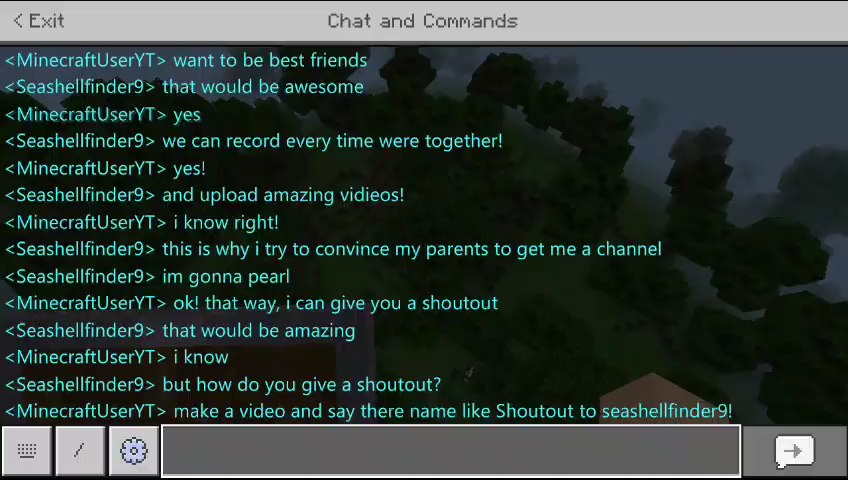 < Exit
Chat and Commands
<MinecraftUserYT> want to be best friends
<Seashellfinder9> that would be awesome
<MinecraftUserYT> yes
<Seashellfinder9> we can record every time were together!
<MinecraftUserYT> yes!
<Seashellfinder9> and upload amazing vidieos!
<MinecraftUserYT> i know right!
<Seashellfinder9> this is why i try to convince my parents to get me a channel
<Seashellfinder9> im gonna pearl
<MinecraftUserYT> ok! that way, i can give you a shoutout
<Seashellfinder9> that would be amazing
<MinecraftUserYT> i know
<Seashellfinder9> but how do you give a shoutout?
<MinecraftUserYT> make a video and say there name like Shoutout to seashellfinder9!
/